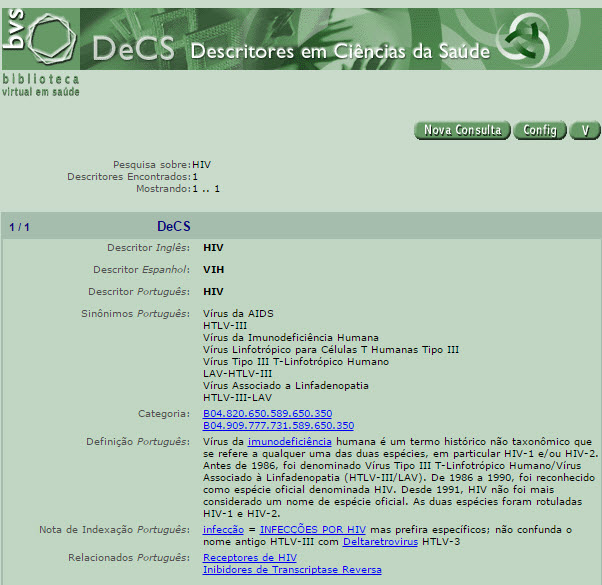 bvs
DeCS Descritores em Ciências da Saúde
biblioteca
virtual em saúde
Nova Consulta Config V
Pesquisa sobre: HIV
Descritores Encontrados: 1
Mostrando: 1 .. 1
1 / 1 DeCS
Descritor Inglês: HIV
Descritor Espanhol: VIH
Descritor Português: HIV
Sinônimos Português: Vírus da AIDS
HTLV-III
Vírus da Imunodeficiência Humana
Vírus Linfotrópico para Células T Humanas Tipo III
Vírus Tipo III T-Linfotrópico Humano
LAV-HTLV-III
Vírus Associado a Linfadenopatia
HTLV-III-LAV
Categoria: B04.820.650.589.650.350
B04.909.777.731.589.650.350
Definição Português: Vírus da imunodeficiência humana é um termo histórico não taxonômico que
se refere a qualquer uma das duas espécies, em particular HIV-1 e/ou HIV-2.
Antes de 1986, foi denominado Vírus Tipo III T-Linfotrópico Humano/Vírus
Associado à Linfadenopatia (HTLV-III/LAV). De 1986 a 1990, foi reconhecido
como espécie oficial denominada HIV. Desde 1991, HIV não foi mais
considerado um nome de espécie oficial. As duas espécies foram rotuladas
HIV-1 e HIV-2.
Nota de Indexação Português: infecção = INFECÇÕES POR HIV mas prefira específicos; não confunda o
nome antigo HTLV-III com Deltaretrovirus HTLV-3
Relacionados Português: Receptores de HIV
Inibidores de Transcriptase Reversa